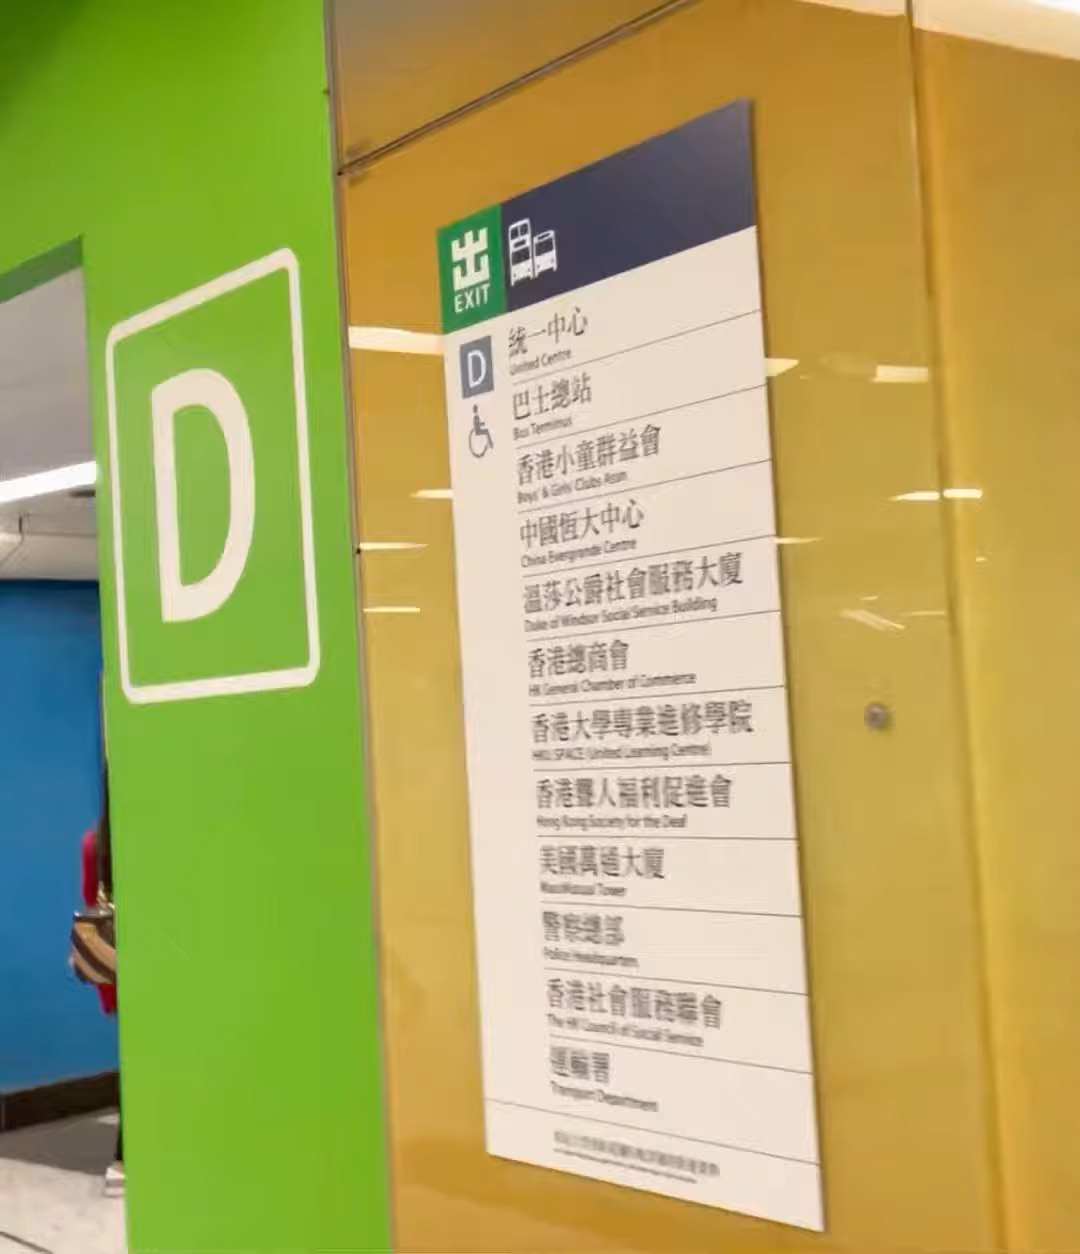 D
出
EXIT
D
統一中心
United Centre
巴士總站
Bus Terminus
香港小童群益會
Boys' & Girls' Clubs Assn
中國恆大中心
China Evergrande Centre
溫莎公爵社會服務大廈
Duke of Windsor Social Service Building
香港總商會
HK General Chamber of Commerce
香港大學專業進修學院
HKU SPACE (United Learning Centre)
香港聾人福利促進會
Hong Kong Society for the Deaf
美國萬通大廈
MassMutual Tower
警察總部
Police Headquarters
香港社會服務聯會
The HK Council of Social Service
運輸署
Transport Department